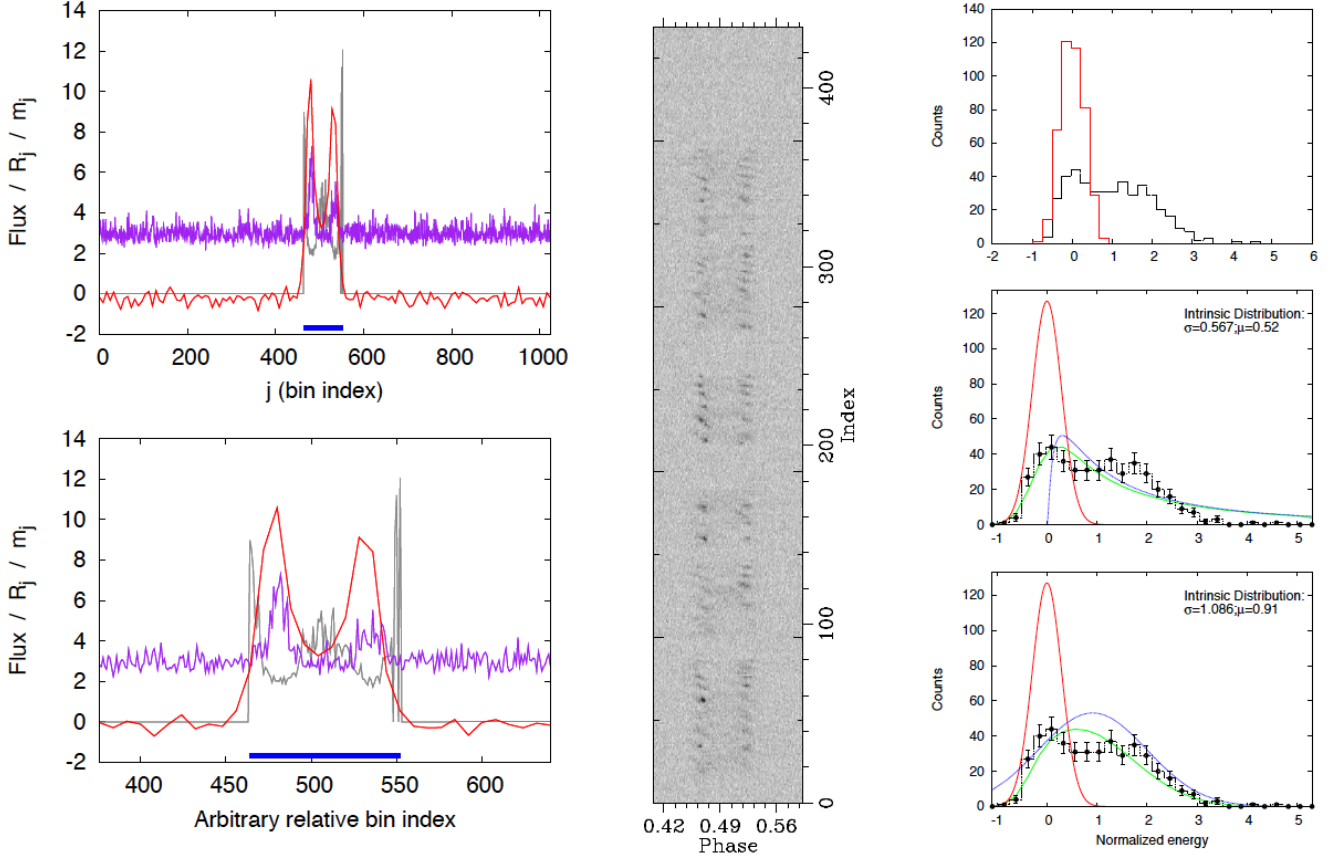 14
12
10
8
6
4
2
0
-2
Flux / R_j / m_j
0 200 400 600 800 1000
j (bin index)
14
12
10
8
6
4
2
0
-2
Flux / R_j / m_j
400 450 500 550 600
Arbitrary relative bin index
400
300
200
100
0
Index
0.42 0.49 0.56
Phase
140
120
100
80
60
40
20
0
Counts
-2 -1 0 1 2 3 4 5 6
Intrinsic Distribution:
σ=0.567;μ=0.52
120
100
80
60
40
20
0
Counts
-1 0 1 2 3 4 5
Intrinsic Distribution:
σ=1.086;μ=0.91
120
100
80
60
40
20
0
Counts
-1 0 1 2 3 4 5
Normalized energy